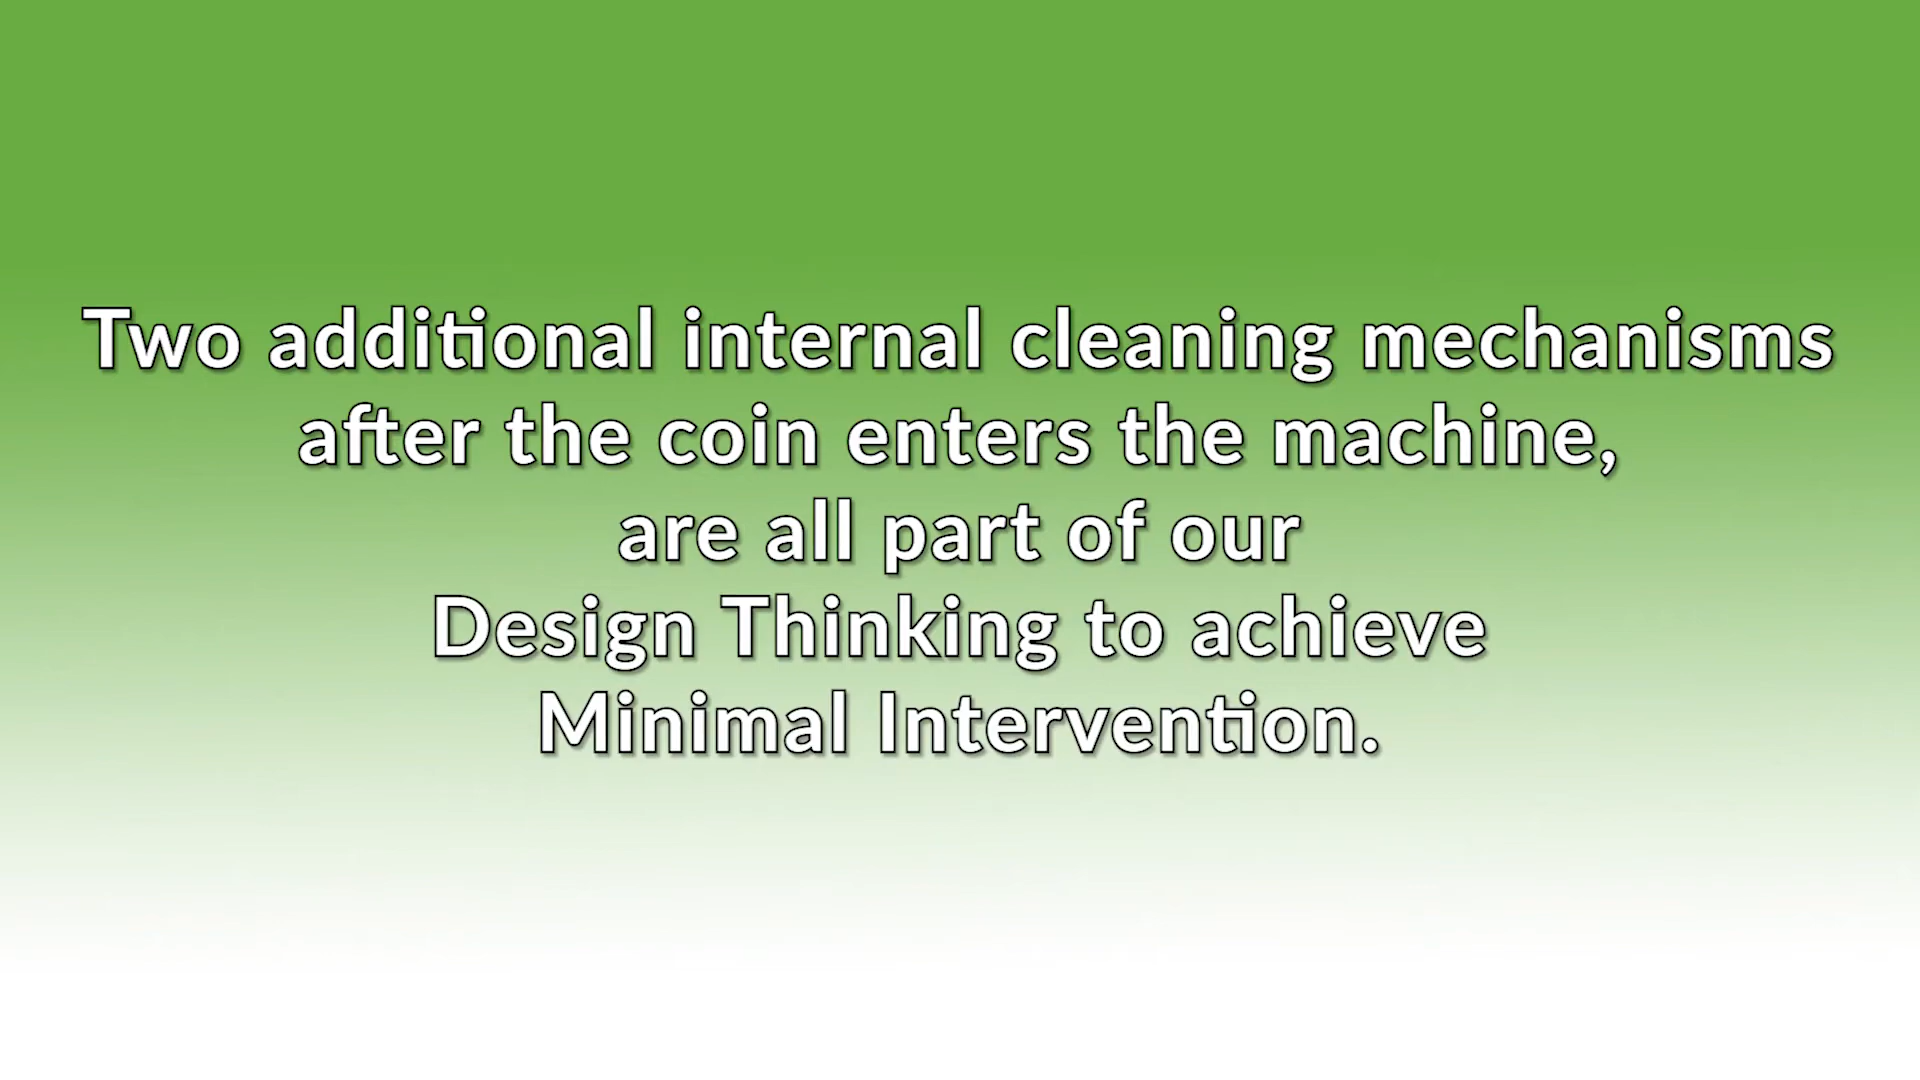 Two additional internal cleaning mechanisms
after the coin enters the machine,
are all part of our
Design Thinking to achieve
Minimal Intervention.